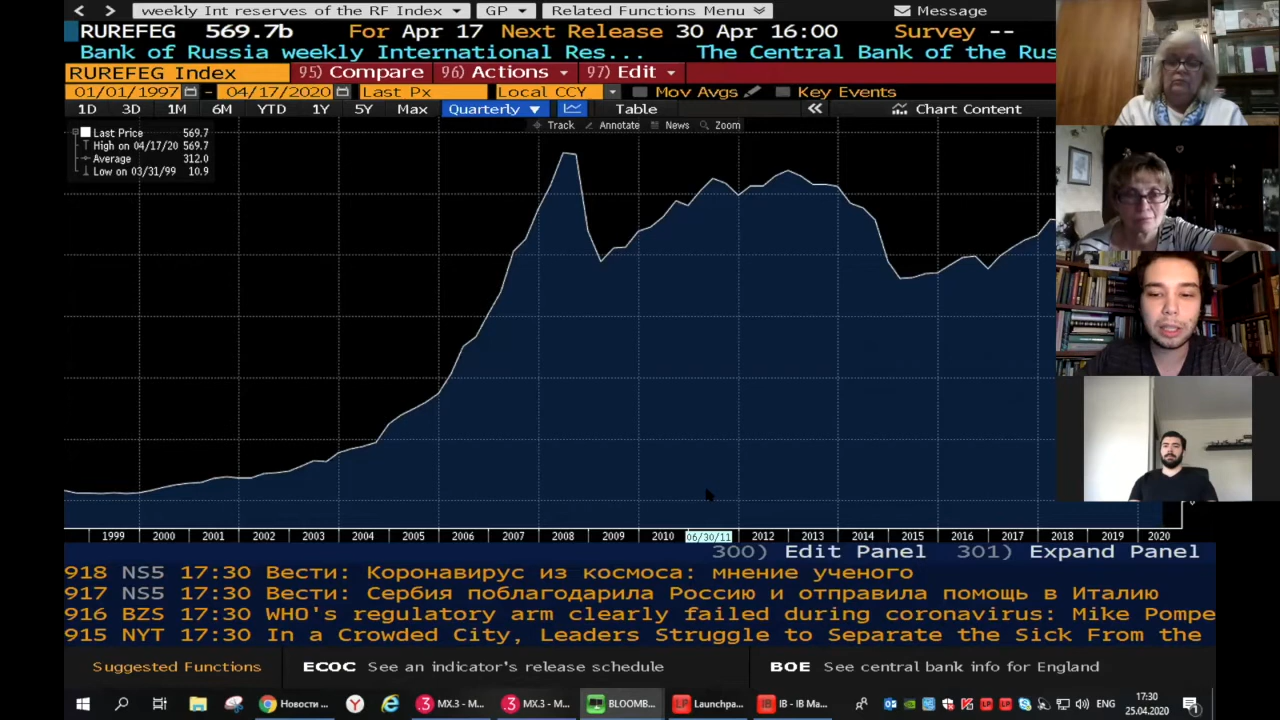 weekly Int reserves of the RF Index GP Related Functions Menu Message
RUREFEG 569.7b For Apr 17 Next Release 30 Apr 16:00 Survey --
Bank of Russia weekly International Res... The Central Bank of the Rus
RUREFEG Index 95) Compare 96) Actions 97) Edit
01/01/1997 - 04/17/2020 Last Px Local CCY Mov Avgs Key Events
1D 3D 1M 6M YTD 1Y 5Y Max Quarterly Table Chart Content
Track Annotate News Zoom
Last Price 569.7
High on 04/17/20 569.7
Average 312.0
Low on 03/31/99 10.9
1999 2000 2001 2002 2003 2004 2005 2006 2007 2008 2009 2010 06/30/11 2012 2013 2014 2015 2016 2017 2018 2019 2020
300) Edit Panel 301) Expand Panel
918 NS5 17:30 Вести: Коронавирус из космоса: мнение ученого
917 NS5 17:30 Вести: Сербия поблагодарила Россию и отправила помощь в Италию
916 BZS 17:30 WHO's regulatory arm clearly failed during coronavirus: Mike Pompe
915 NYT 17:30 In a Crowded City, Leaders Struggle to Separate the Sick From the
Suggested Functions ECOC See an indicator's release schedule BOE See central bank info for England
Новости ... MX.3 - M... MX.3 - M... BLOOMB... Launchpa... IB - IB Ma... ENG 17:30
25.04.2020